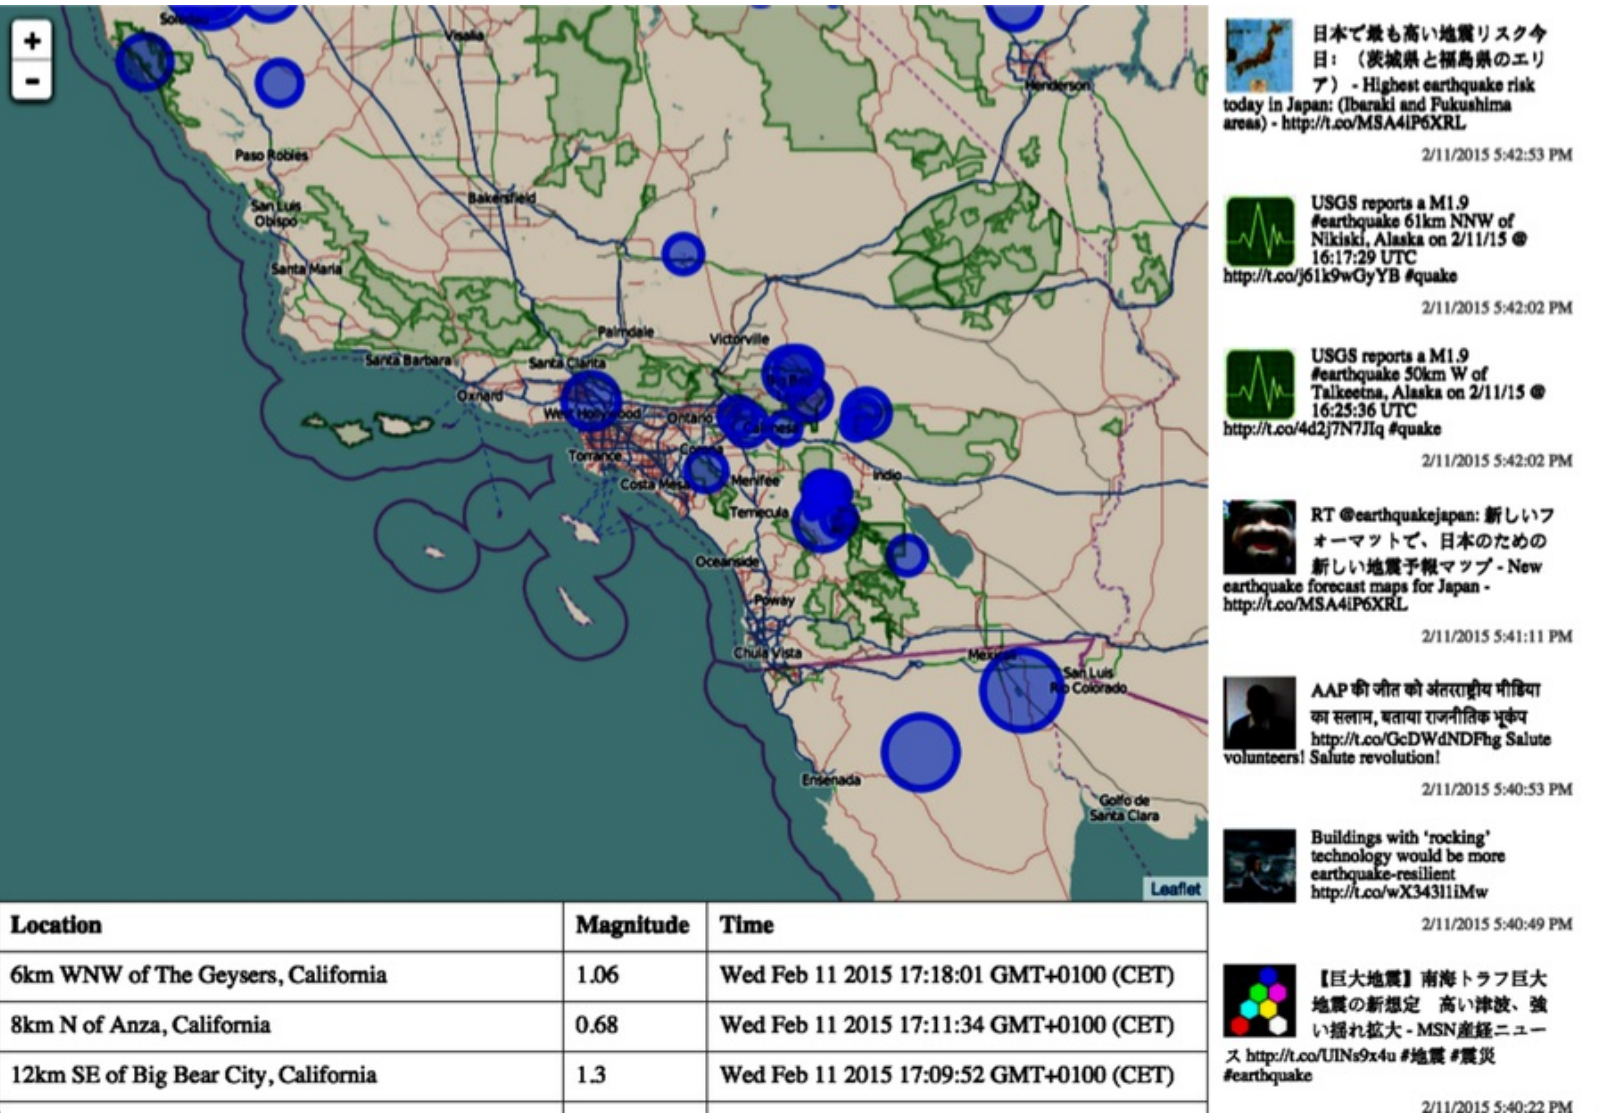 +
-
Soledad
Visalia
Henderson
Paso Robles
San Luis
Obispo
Bakersfield
Santa Maria
Palmdale
Victorville
Santa Barbara
Santa Clarita
Oxnard
West Hollywood
Ontario
Calimesa
Corona
Torrance
Costa Mesa
Menifee
Indio
Temecula
Oceanside
Poway
Chula Vista
San Luis
Rio Colorado
Ensenada
Golfo de
Santa Clara
Leaflet
Location Magnitude Time
6km WNW of The Geysers, California 1.06 Wed Feb 11 2015 17:18:01 GMT+0100 (CET)
8km N of Anza, California 0.68 Wed Feb 11 2015 17:11:34 GMT+0100 (CET)
12km SE of Big Bear City, California 1.3 Wed Feb 11 2015 17:09:52 GMT+0100 (CET)
日本で最も高い地震リスク今
日：（茨城県と福島県のエリ
ア） - Highest earthquake risk
today in Japan: (Ibaraki and Fukushima
areas) - http://t.co/MSA4iP6XRL
2/11/2015 5:42:53 PM
USGS reports a M1.9
#earthquake 61km NNW of
Nikiski, Alaska on 2/11/15 @
16:17:29 UTC
http://t.co/j61k9wGyYB #quake
2/11/2015 5:42:02 PM
USGS reports a M1.9
#earthquake 50km W of
Talkeetna, Alaska on 2/11/15 @
16:25:36 UTC
http://t.co/4d2j7N7JIq #quake
2/11/2015 5:42:02 PM
RT @earthquakejapan: 新しいフ
ォーマットで、日本のための
新しい地震予報マップ - New
earthquake forecast maps for Japan -
http://t.co/MSA4iP6XRL
2/11/2015 5:41:11 PM
AAP की जीत को अंतरराष्ट्रीय मीडिया
का सलाम, बताया राजनीतिक भूकंप
http://t.co/GcDWdNDFhg Salute
volunteers! Salute revolution!
2/11/2015 5:40:53 PM
Buildings with ‘rocking’
technology would be more
earthquake-resilient
http://t.co/wX343l1iMw
2/11/2015 5:40:49 PM
【巨大地震】南海トラフ巨大
地震の新想定　高い津波、強
い揺れ拡大 - MSN産経ニュー
ス http://t.co/UlNs9x4u #地震 #震災
#earthquake
2/11/2015 5:40:22 PM